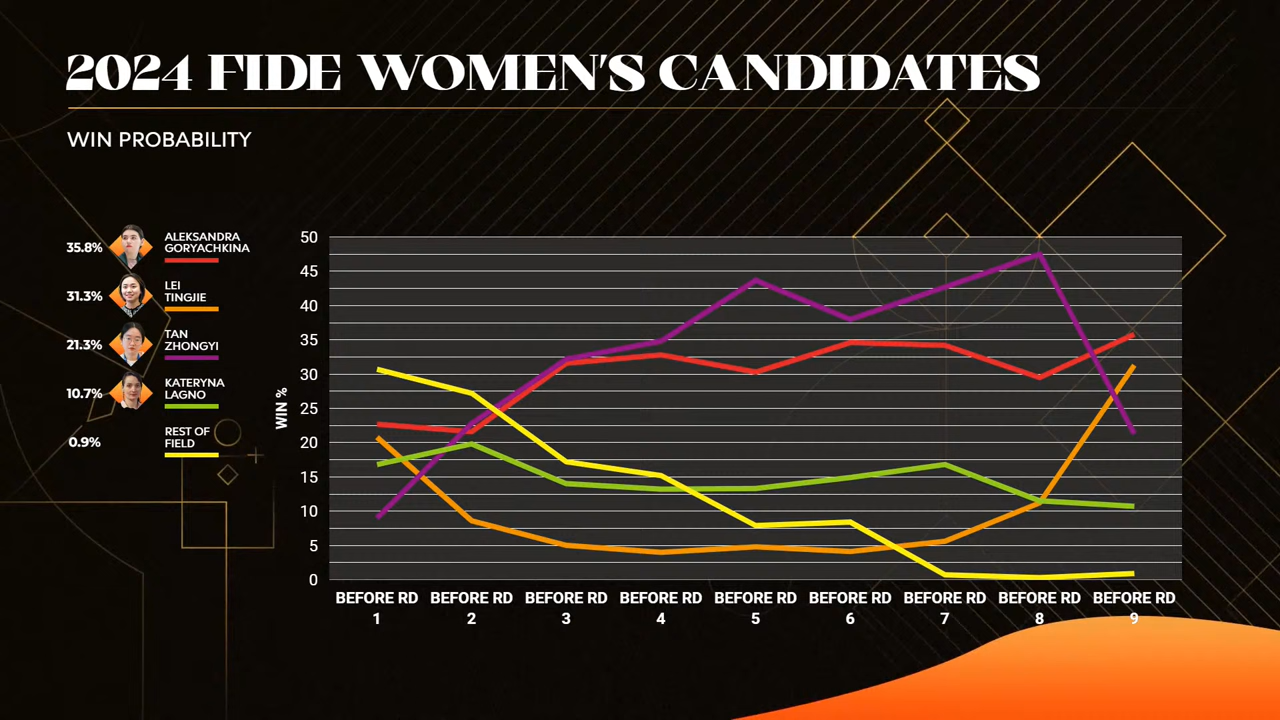 2024 FIDE WOMEN'S CANDIDATES
WIN PROBABILITY
35.8%
ALEKSANDRA
GORYACHKINA
31.3%
LEI
TINGJIE
21.3%
TAN
ZHONGYI
10.7%
KATERYNA
LAGNO
0.9%
REST OF
FIELD
WIN %
50
45
40
35
30
25
20
15
10
5
0
BEFORE RD
1
BEFORE RD
2
BEFORE RD
3
BEFORE RD
4
BEFORE RD
5
BEFORE RD
6
BEFORE RD
7
BEFORE RD
8
BEFORE RD
9